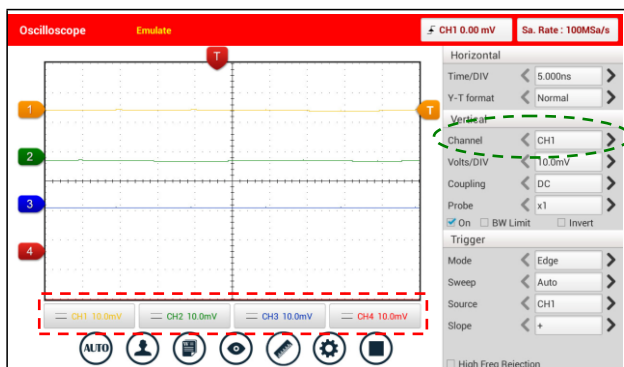 Oscilloscope Emulate CH1 0.00 mV Sa. Rate : 100MSa/s
T
Horizontal
Time/DIV 5.000ns
Y-T format Normal
Vertical
Channel CH1
Volts/DIV 10.0mV
Coupling DC
Probe x1
On BW Limit Invert
Trigger
Mode Edge
Sweep Auto
Source CH1
Slope +
High Freq Rejection
1
T
2
3
4
CH1 10.0mV CH2 10.0mV CH3 10.0mV CH4 10.0mV
AUTO